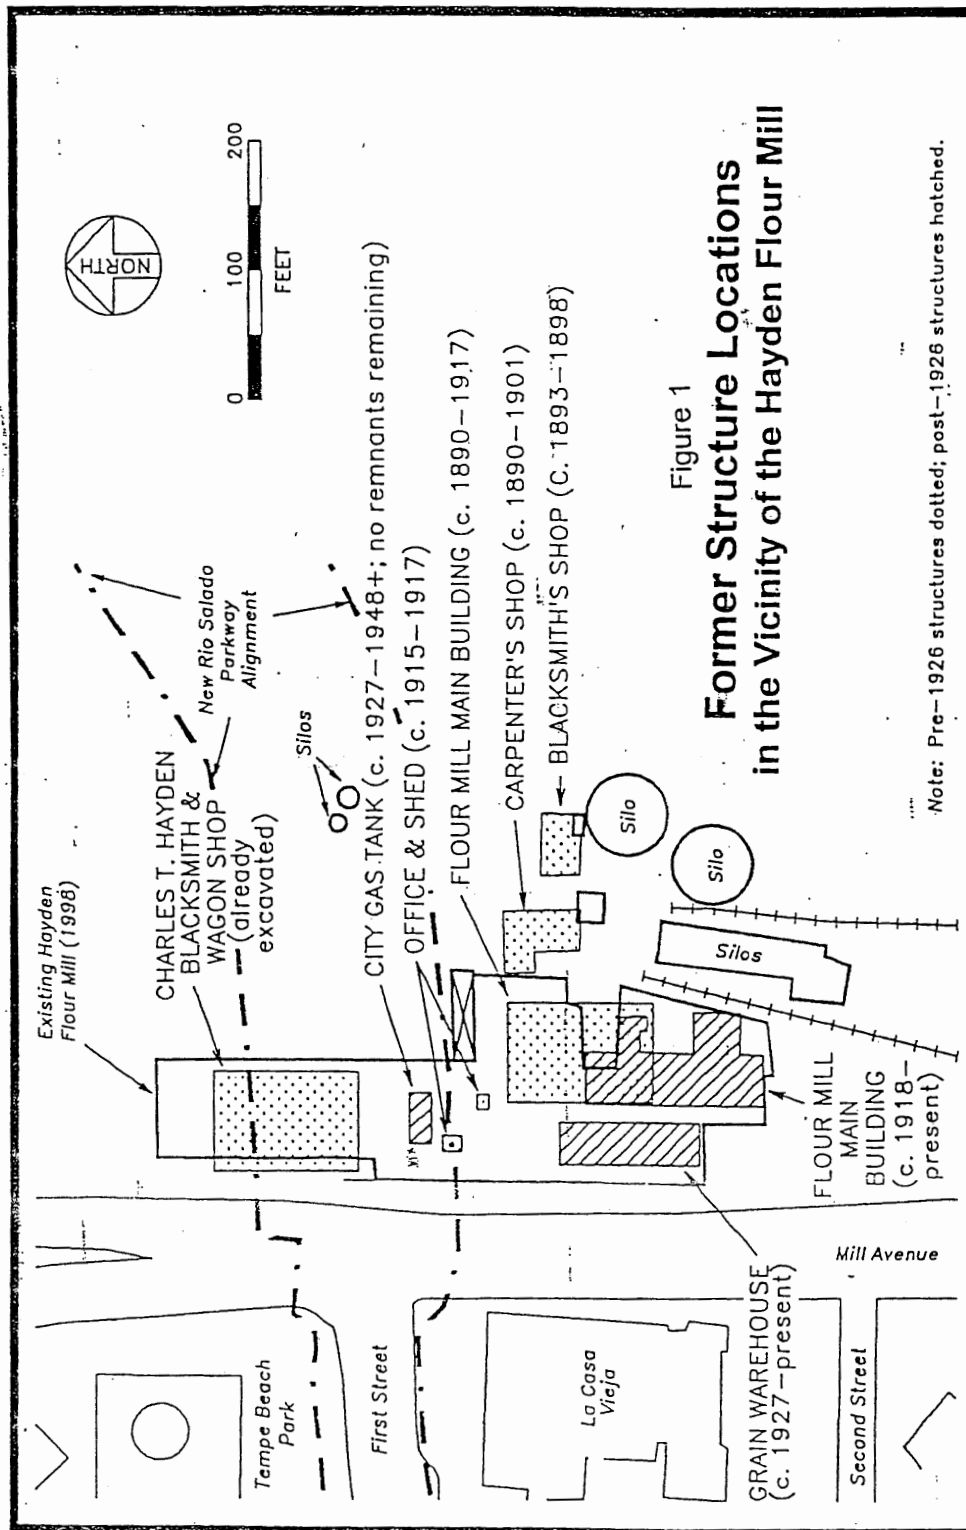 NORTH
0 100 200
FEET
Existing Hayden
Flour Mill (1998)
CHARLES T. HAYDEN
BLACKSMITH &
WAGON SHOP
(already
excavated)
New Rio Salado
Parkway
Alignment
Silos
CITY GAS TANK (c. 1927–1948+; no remnants remaining)
OFFICE & SHED (c. 1915–1917)
FLOUR MILL MAIN BUILDING (c. 1890–1917)
CARPENTER'S SHOP (c. 1890–1901)
BLACKSMITH'S SHOP (C. 1893–1898)
Silo
Silo
Silos
Tempe Beach
Park
First Street
La Casa
Vieja
Second Street
Mill Avenue
GRAIN WAREHOUSE
(c. 1927–present)
FLOUR MILL
MAIN
BUILDING
(c. 1918–
present)
Figure 1
Former Structure Locations
in the Vicinity of the Hayden Flour Mill
Note: Pre–1926 structures dotted; post–1926 structures hatched.